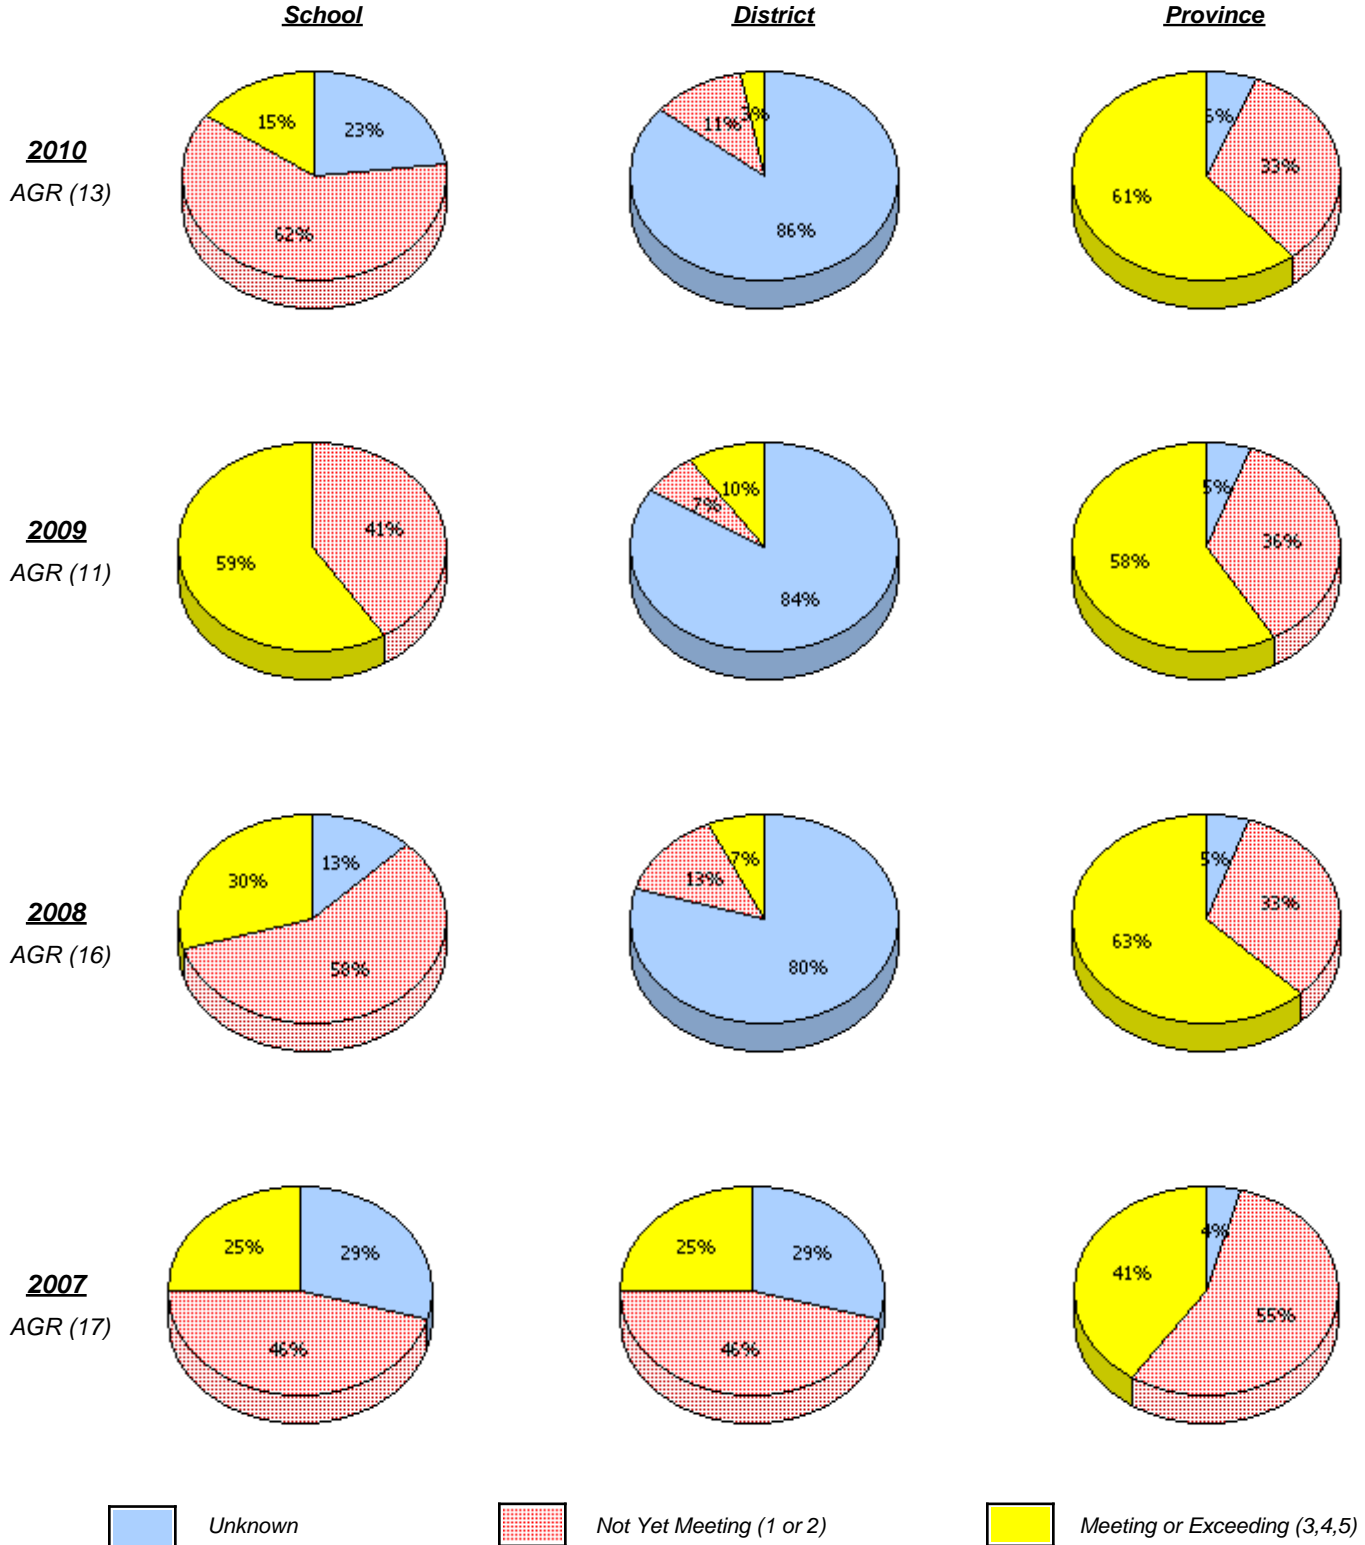 School District Province
15% 23% 3% 11% 86% 6% 33% 61%
62%
2010
AGR (13)
59% 41% 10% 7% 84% 5% 36% 58%
2009
AGR (11)
30% 13% 58% 7% 13% 80% 5% 33% 63%
2008
AGR (16)
25% 29% 46% 25% 29% 46% 4% 41% 55%
2007
AGR (17)
Unknown Not Yet Meeting (1 or 2) Meeting or Exceeding (3,4,5)